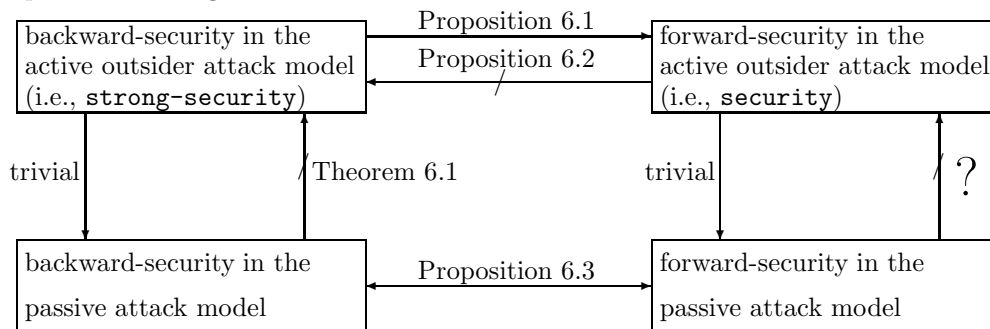 backward-security in the
active outsider attack model
(i.e., strong-security)
Proposition 6.1
Proposition 6.2
forward-security in the
active outsider attack model
(i.e., security)
trivial
Theorem 6.1
trivial
?
backward-security in the
passive attack model
Proposition 6.3
forward-security in the
passive attack model